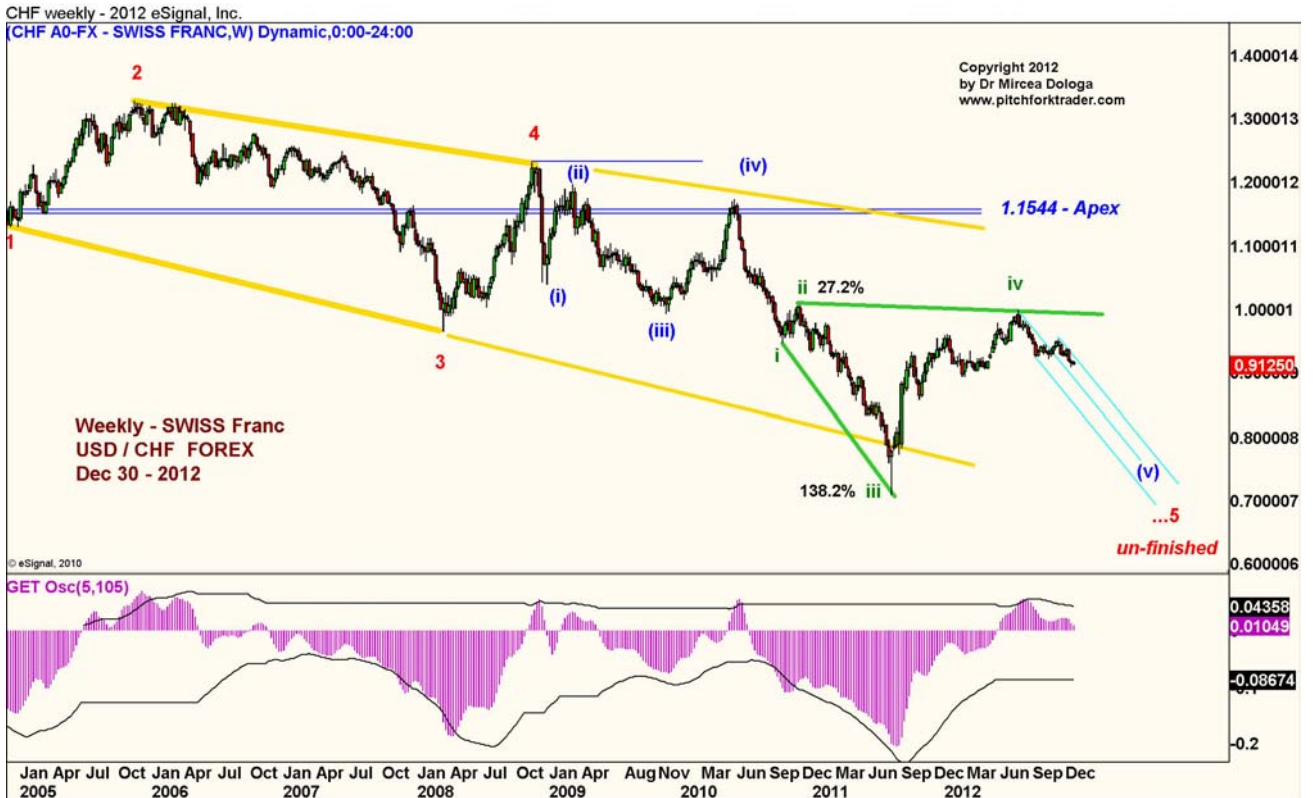 CHF weekly - 2012 eSignal, Inc.
(CHF A0-FX - SWISS FRANC,W) Dynamic,0:00-24:00
Copyright 2012
by Dr Mircea Dologa
www.pitchforktrader.com
1.400014
1.300013
1.200012
1.100011
1.00001
0.91250
0.800008
0.700007
0.600006
2
4
(ii)
(iv)
1.1544 - Apex
1
(i)
ii 27.2%
iv
(iii)
3
i
Weekly - SWISS Franc
USD / CHF FOREX
Dec 30 - 2012
138.2% iii
(v)
...5
un-finished
© eSignal, 2010
GET Osc(5,105)
0.04358
0.01049
-0.08674
-0.2
Jan Apr Jul Oct Jan Apr Jul Oct Jan Apr Jul Oct Jan Apr Jul Oct Jan Apr Aug Nov Mar Jun Sep Dec Mar Jun Sep Dec Mar Jun Sep Dec
2005 2006 2007 2008 2009 2010 2011 2012